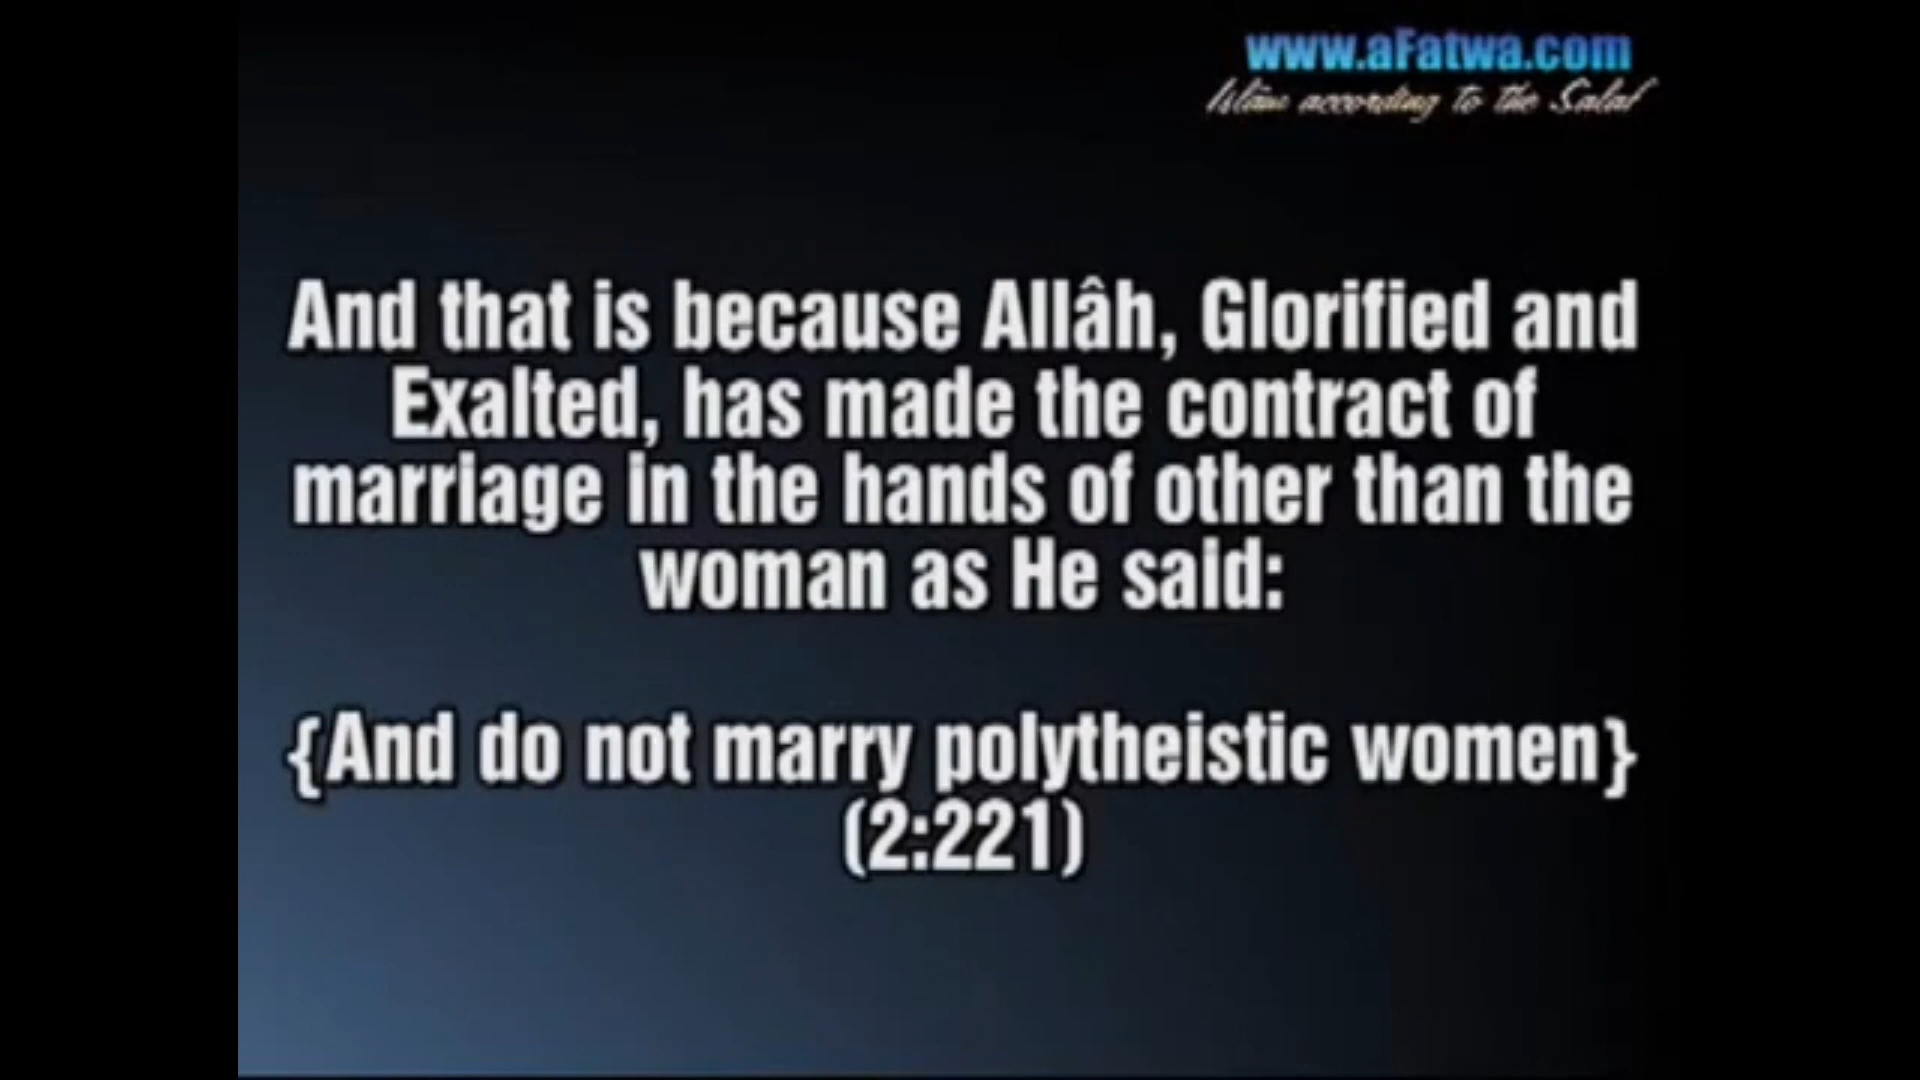 www.aFatwa.com
Islâm according to the Salaf
And that is because Allâh, Glorified and
Exalted, has made the contract of
marriage in the hands of other than the
woman as He said:
{And do not marry polytheistic women}
(2:221)